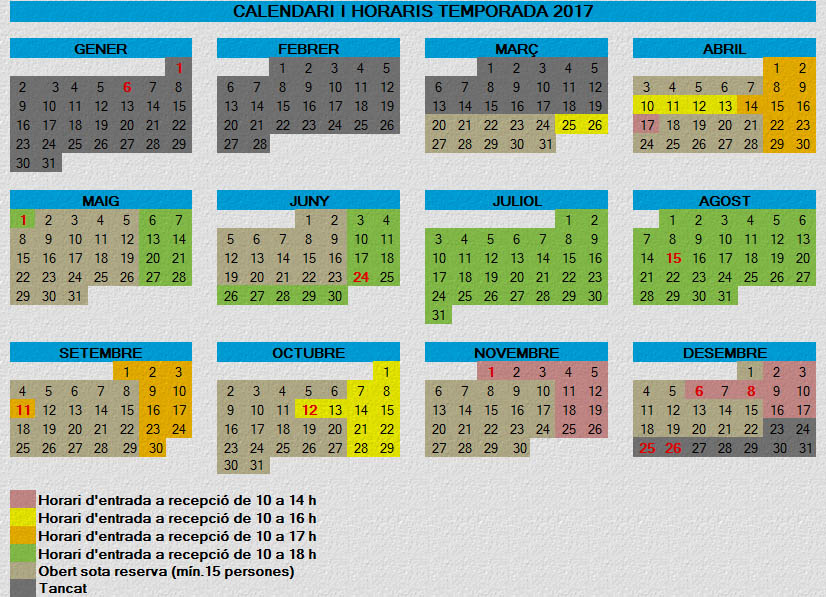 CALENDARI I HORARIS TEMPORADA 2017
GENER FEBRER MARÇ ABRIL
1 1 2 3 4 5 1 2 3 4 5 1 2
2 3 4 5 6 7 8 6 7 8 9 10 11 12 6 7 8 9 10 11 12 3 4 5 6 7 8 9
9 10 11 12 13 14 15 13 14 15 16 17 18 19 13 14 15 16 17 18 19 10 11 12 13 14 15 16
16 17 18 19 20 21 22 20 21 22 23 24 25 26 20 21 22 23 24 25 26 17 18 19 20 21 22 23
23 24 25 26 27 28 29 27 28 27 28 29 30 31 24 25 26 27 28 29 30
30 31
MAIG JUNY JULIOL AGOST
1 2 3 4 5 6 7 1 2 3 4 1 2 1 2 3 4 5 6
8 9 10 11 12 13 14 5 6 7 8 9 10 11 3 4 5 6 7 8 9 7 8 9 10 11 12 13
15 16 17 18 19 20 21 12 13 14 15 16 17 18 10 11 12 13 14 15 16 14 15 16 17 18 19 20
22 23 24 25 26 27 28 19 20 21 22 23 24 25 17 18 19 20 21 22 23 21 22 23 24 25 26 27
29 30 31 26 27 28 29 30 24 25 26 27 28 29 30 28 29 30 31
31
SETEMBRE OCTUBRE NOVEMBRE DESEMBRE
1 2 3 1 1 2 3 4 5 1 2 3
4 5 6 7 8 9 10 2 3 4 5 6 7 8 6 7 8 9 10 11 12 4 5 6 7 8 9 10
11 12 13 14 15 16 17 9 10 11 12 13 14 15 13 14 15 16 17 18 19 11 12 13 14 15 16 17
18 19 20 21 22 23 24 16 17 18 19 20 21 22 20 21 22 23 24 25 26 18 19 20 21 22 23 24
25 26 27 28 29 30 23 24 25 26 27 28 29 27 28 29 30 25 26 27 28 29 30 31
30 31
Horari d'entrada a recepció de 10 a 14 h
Horari d'entrada a recepció de 10 a 16 h
Horari d'entrada a recepció de 10 a 17 h
Horari d'entrada a recepció de 10 a 18 h
Obert sota reserva (mín.15 persones)
Tancat